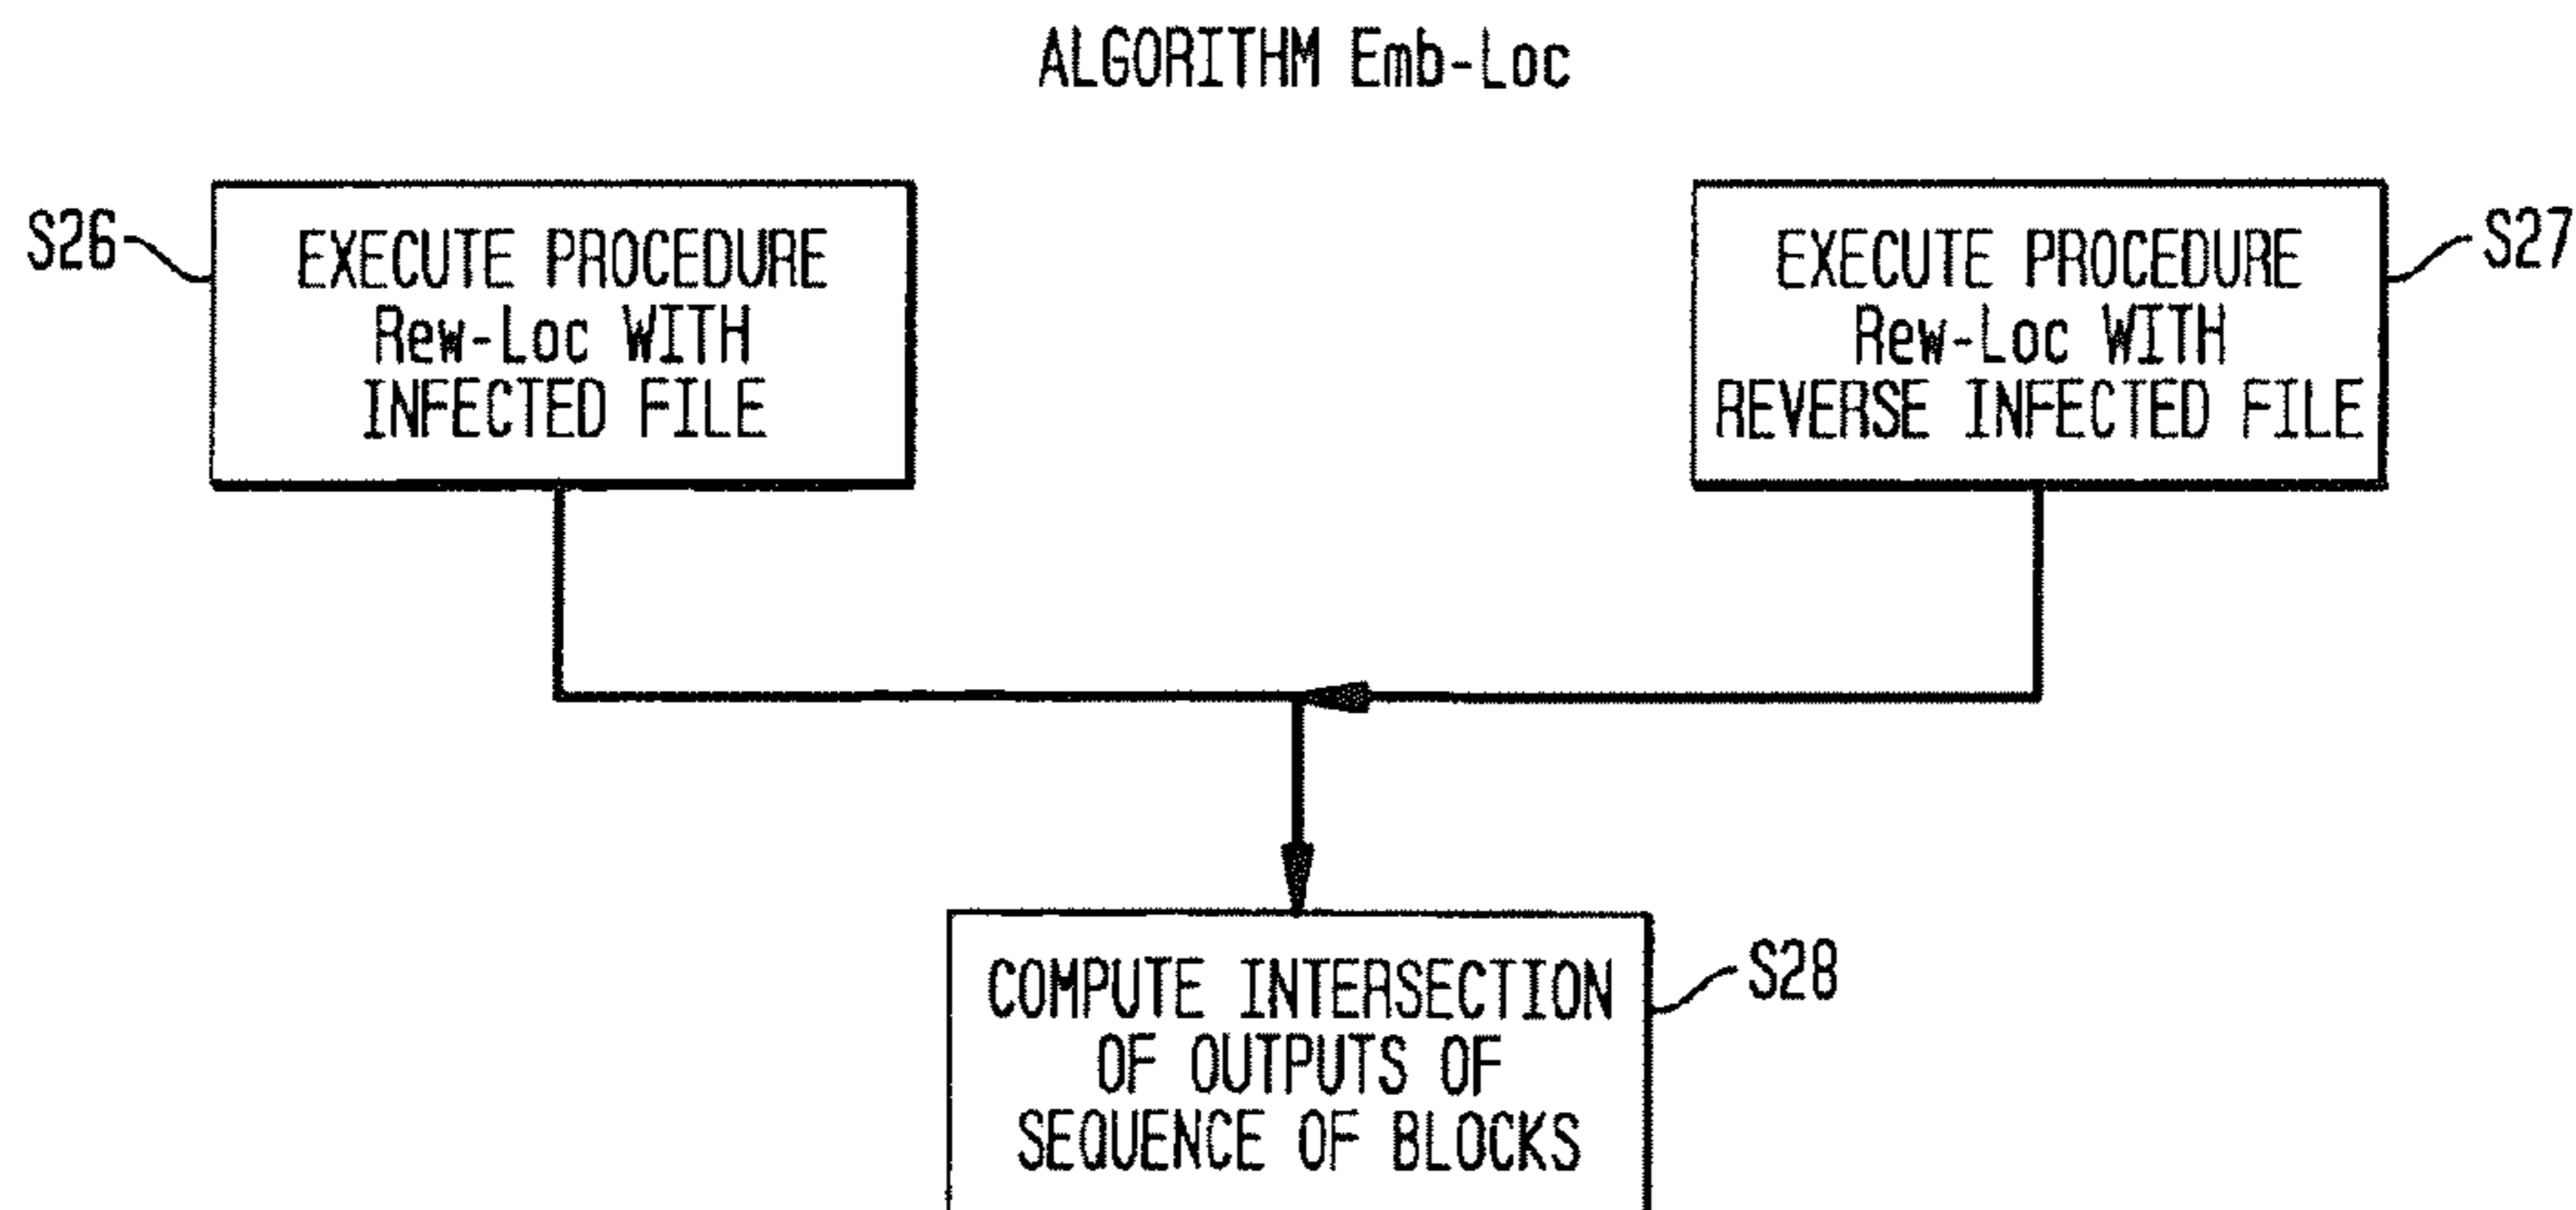 ALGORITHM Emb-Loc
S26
EXECUTE PROCEDURE
Rew-Loc WITH
INFECTED FILE
EXECUTE PROCEDURE
Rew-Loc WITH
REVERSE INFECTED FILE
S27
COMPUTE INTERSECTION
OF OUTPUTS OF
SEQUENCE OF BLOCKS
S28